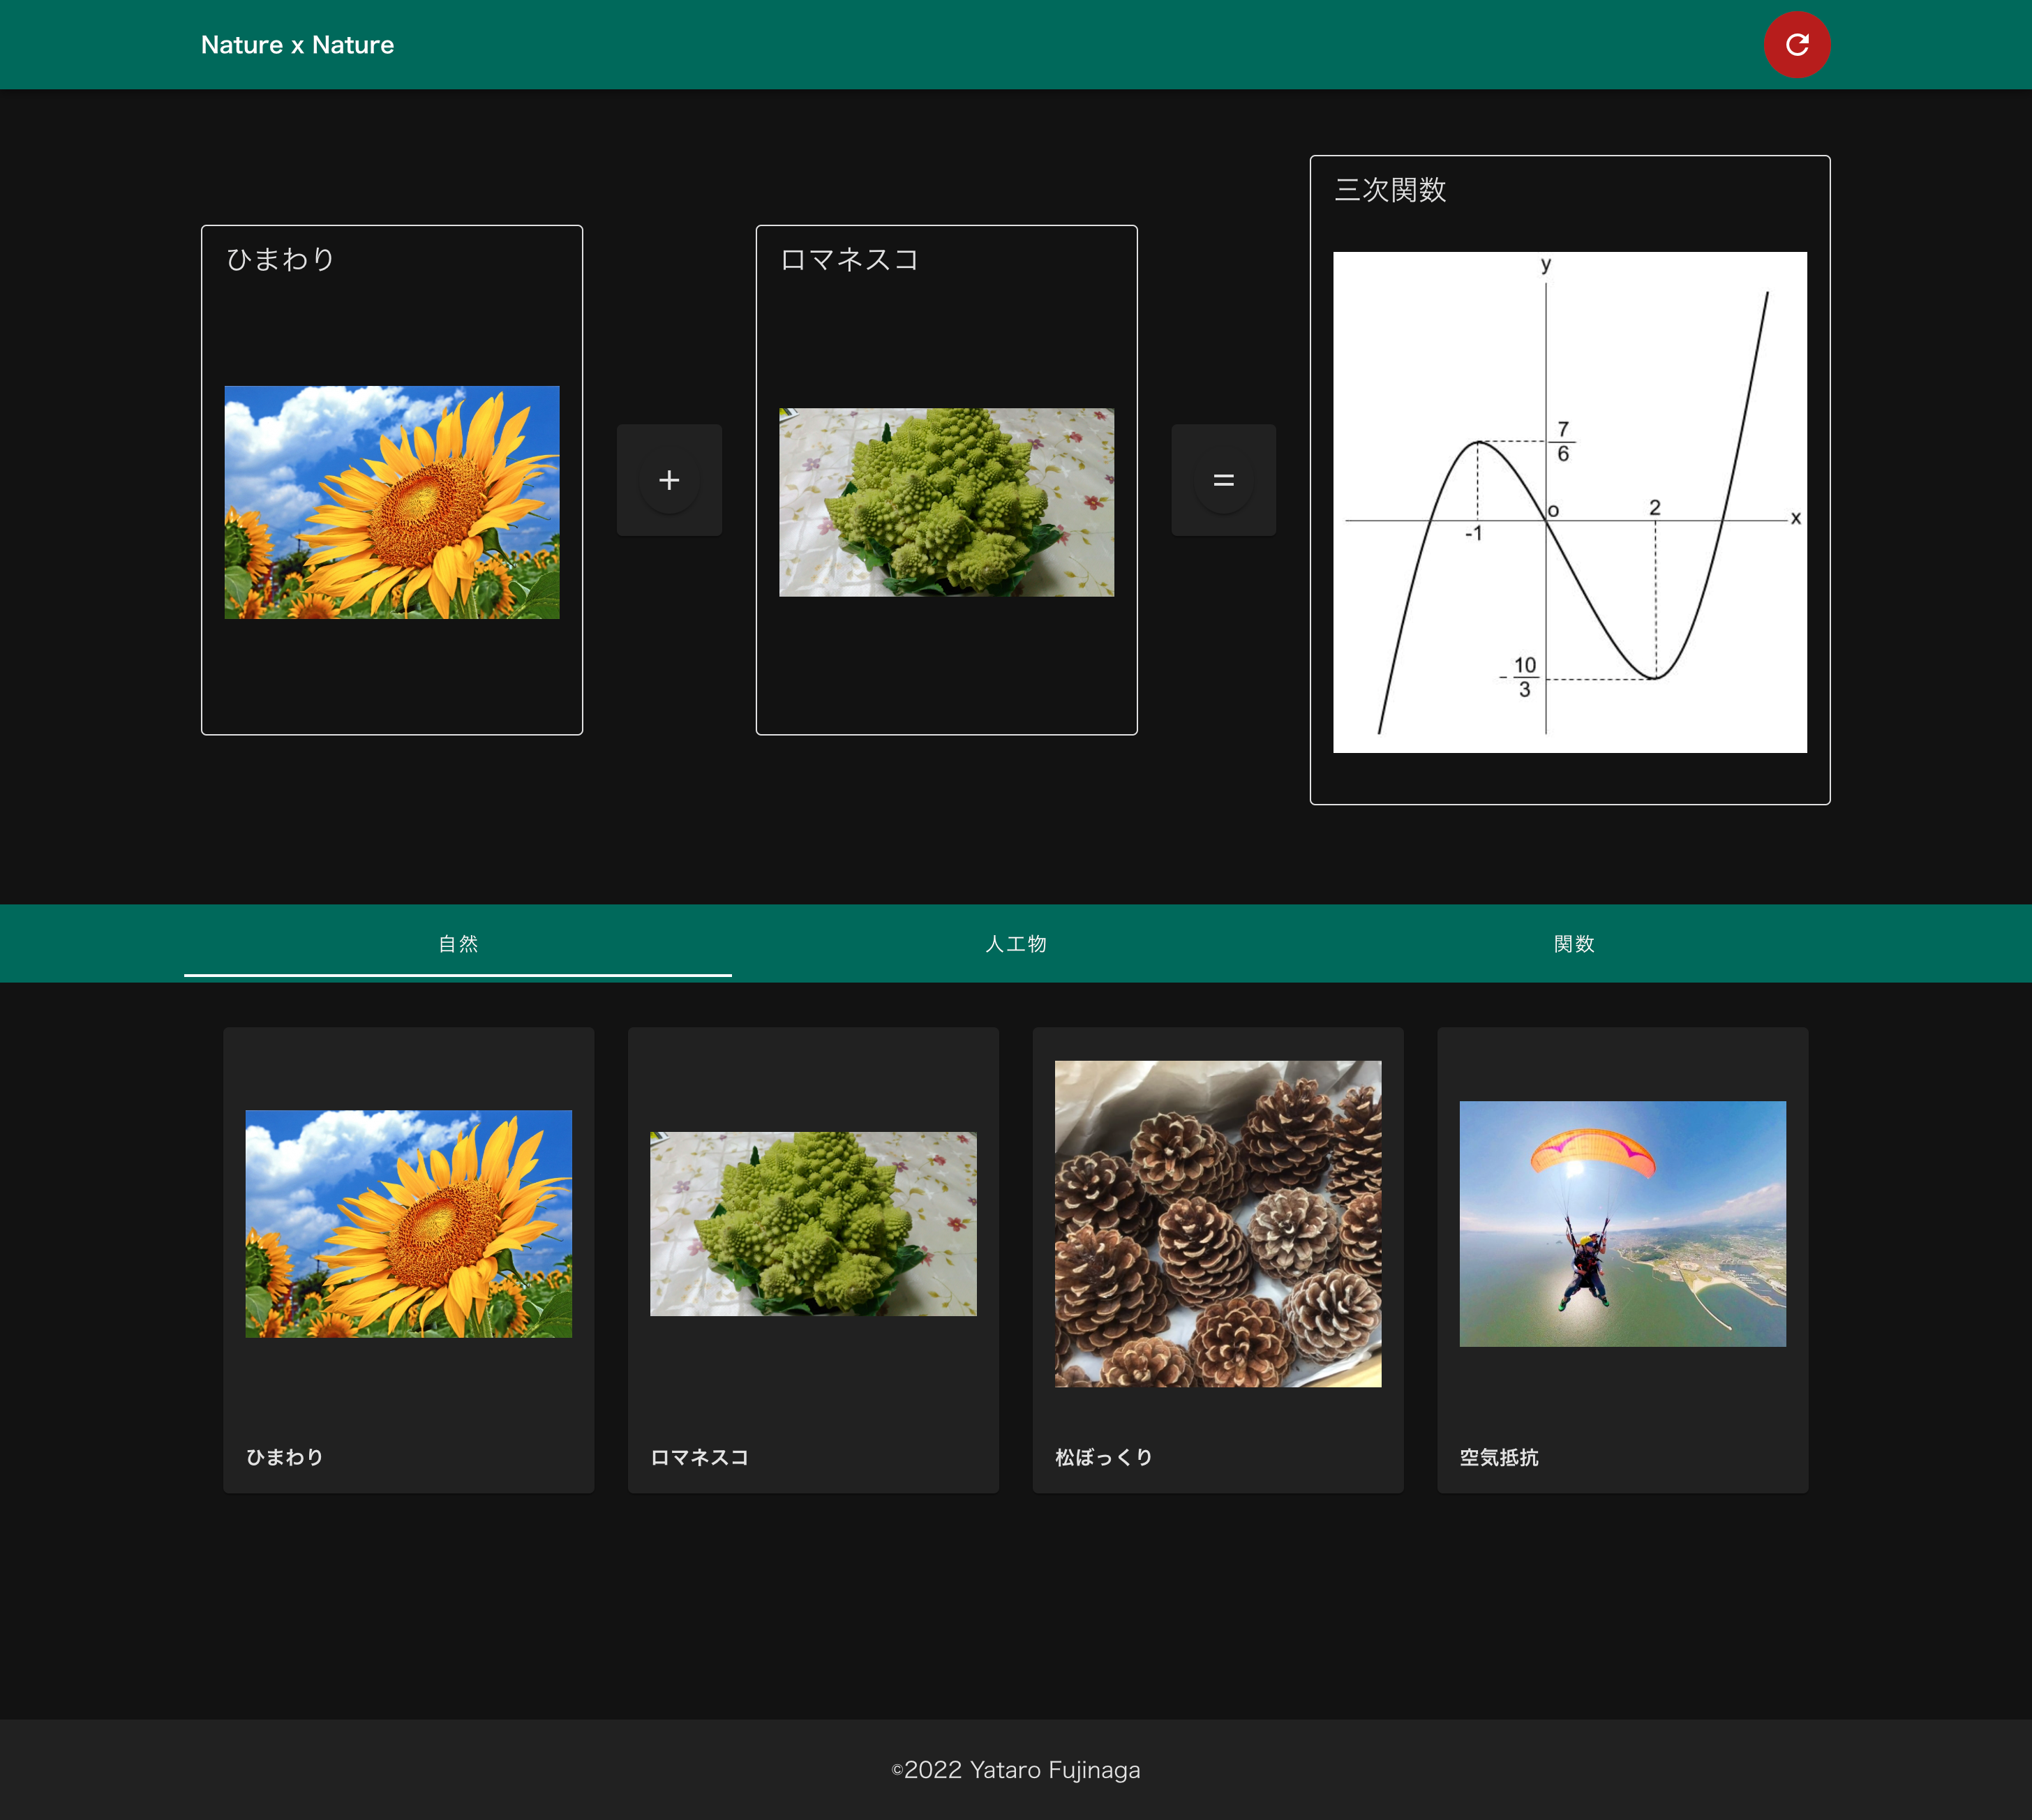 Nature x Nature
ひまわり
+
ロマネスコ
=
三次関数
y
7
6
o
2
x
-1
- 10
3
自然
人工物
関数
ひまわり
ロマネスコ
松ぼっくり
空気抵抗
©2022 Yataro Fujinaga